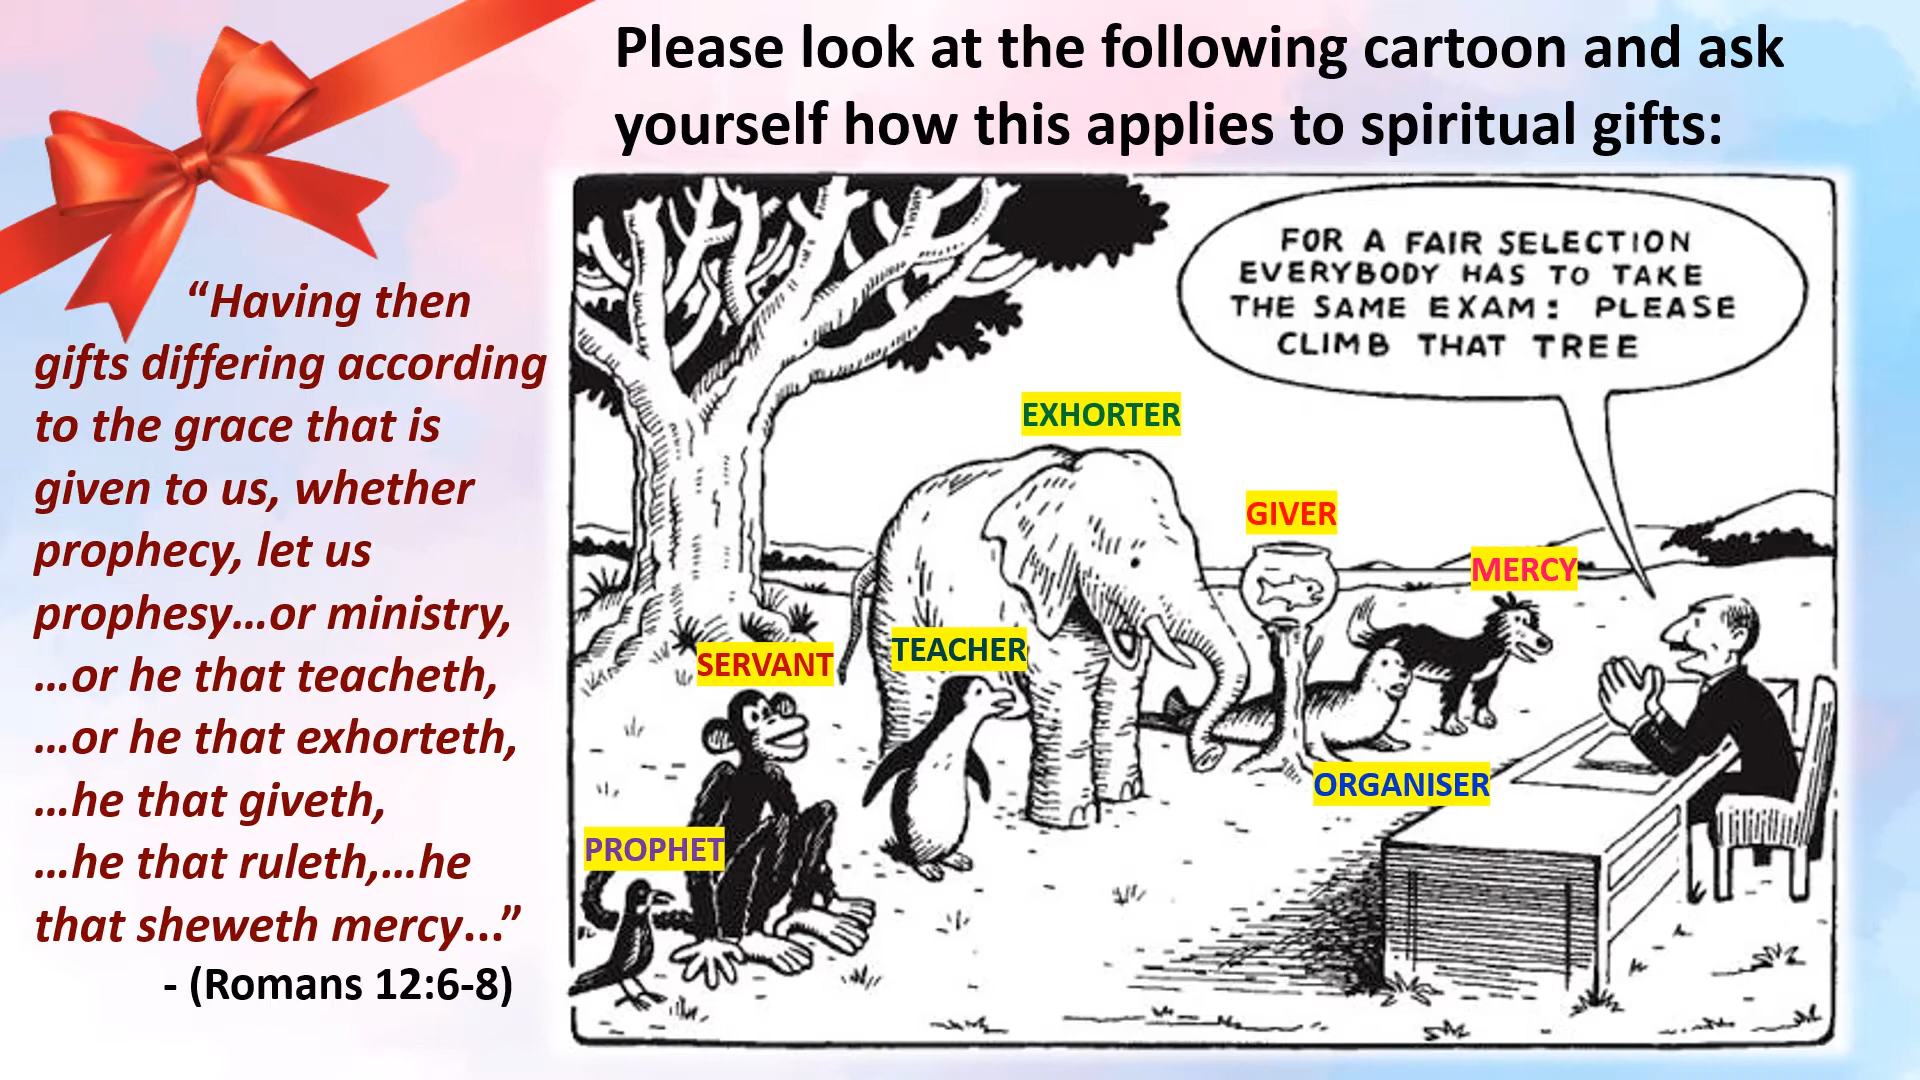 Please look at the following cartoon and ask
yourself how this applies to spiritual gifts:
“Having then
gifts differing according
to the grace that is
given to us, whether
prophecy, let us
prophesy…or ministry,
…or he that teacheth,
…or he that exhorteth,
…he that giveth,
…he that ruleth,…he
that sheweth mercy...”
- (Romans 12:6-8)
FOR A FAIR SELECTION
EVERYBODY HAS TO TAKE
THE SAME EXAM: PLEASE
CLIMB THAT TREE
EXHORTER
GIVER
MERCY
TEACHER
SERVANT
ORGANISER
PROPHET